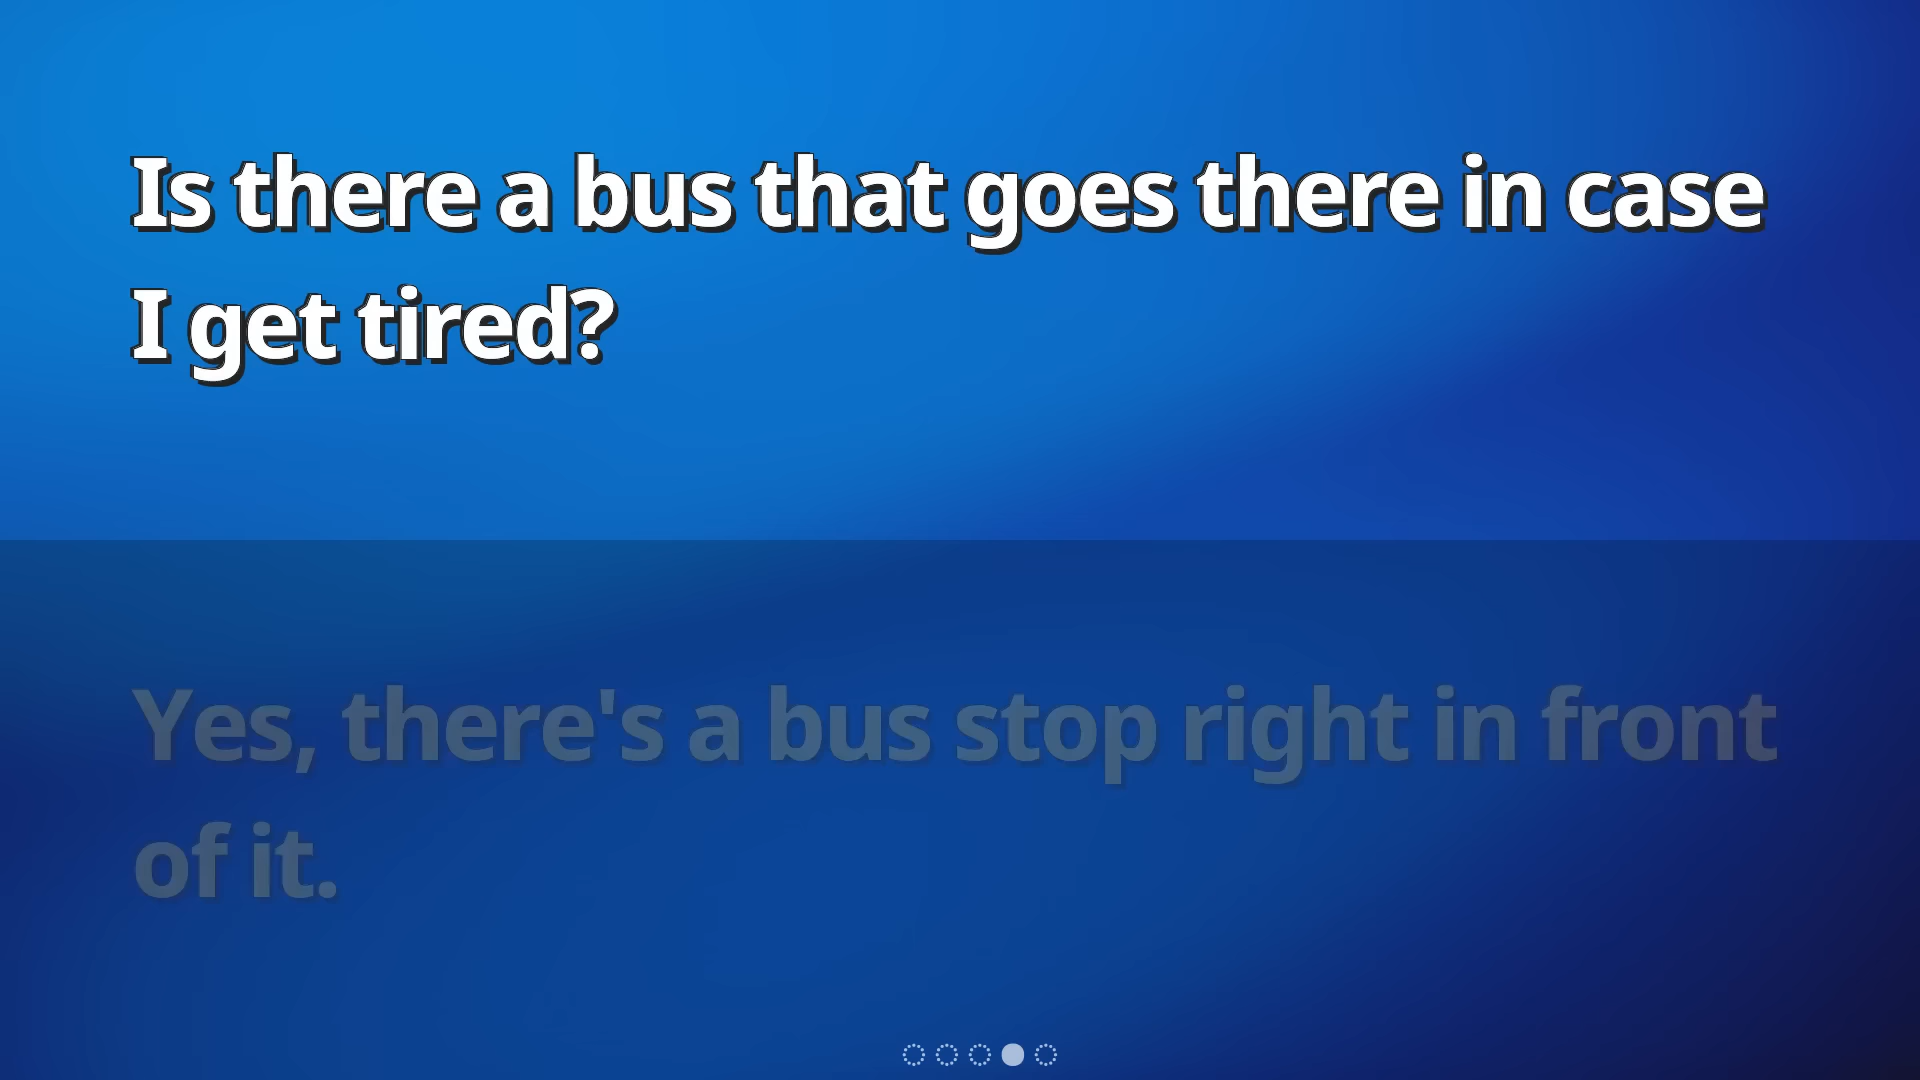 Is there a bus that goes there in case
I get tired?
Yes, there's a bus stop right in front
of it.